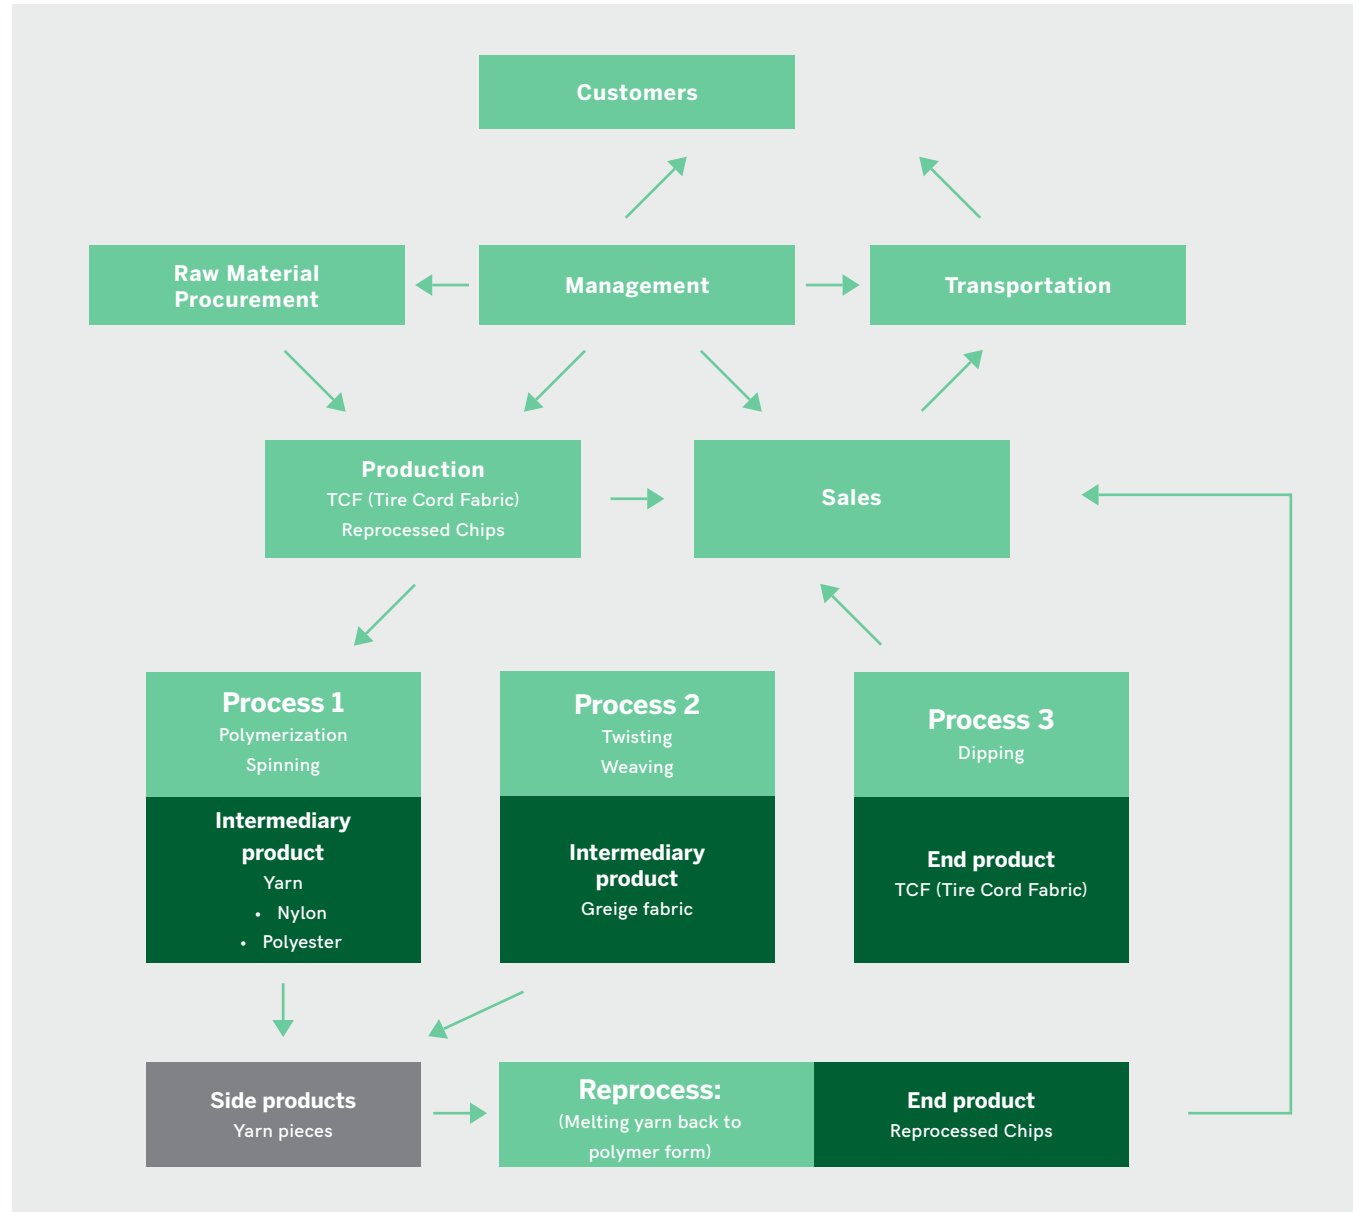 Customers
Raw Material
Procurement
Management
Transportation
Production
TCF (Tire Cord Fabric)
Reprocessed Chips
Sales
Process 1
Polymerization
Spinning
Intermediary
product
Yarn
• Nylon
• Polyester
Process 2
Twisting
Weaving
Intermediary
product
Greige fabric
Process 3
Dipping
End product
TCF (Tire Cord Fabric)
Side products
Yarn pieces
Reprocess:
(Melting yarn back to
polymer form)
End product
Reprocessed Chips